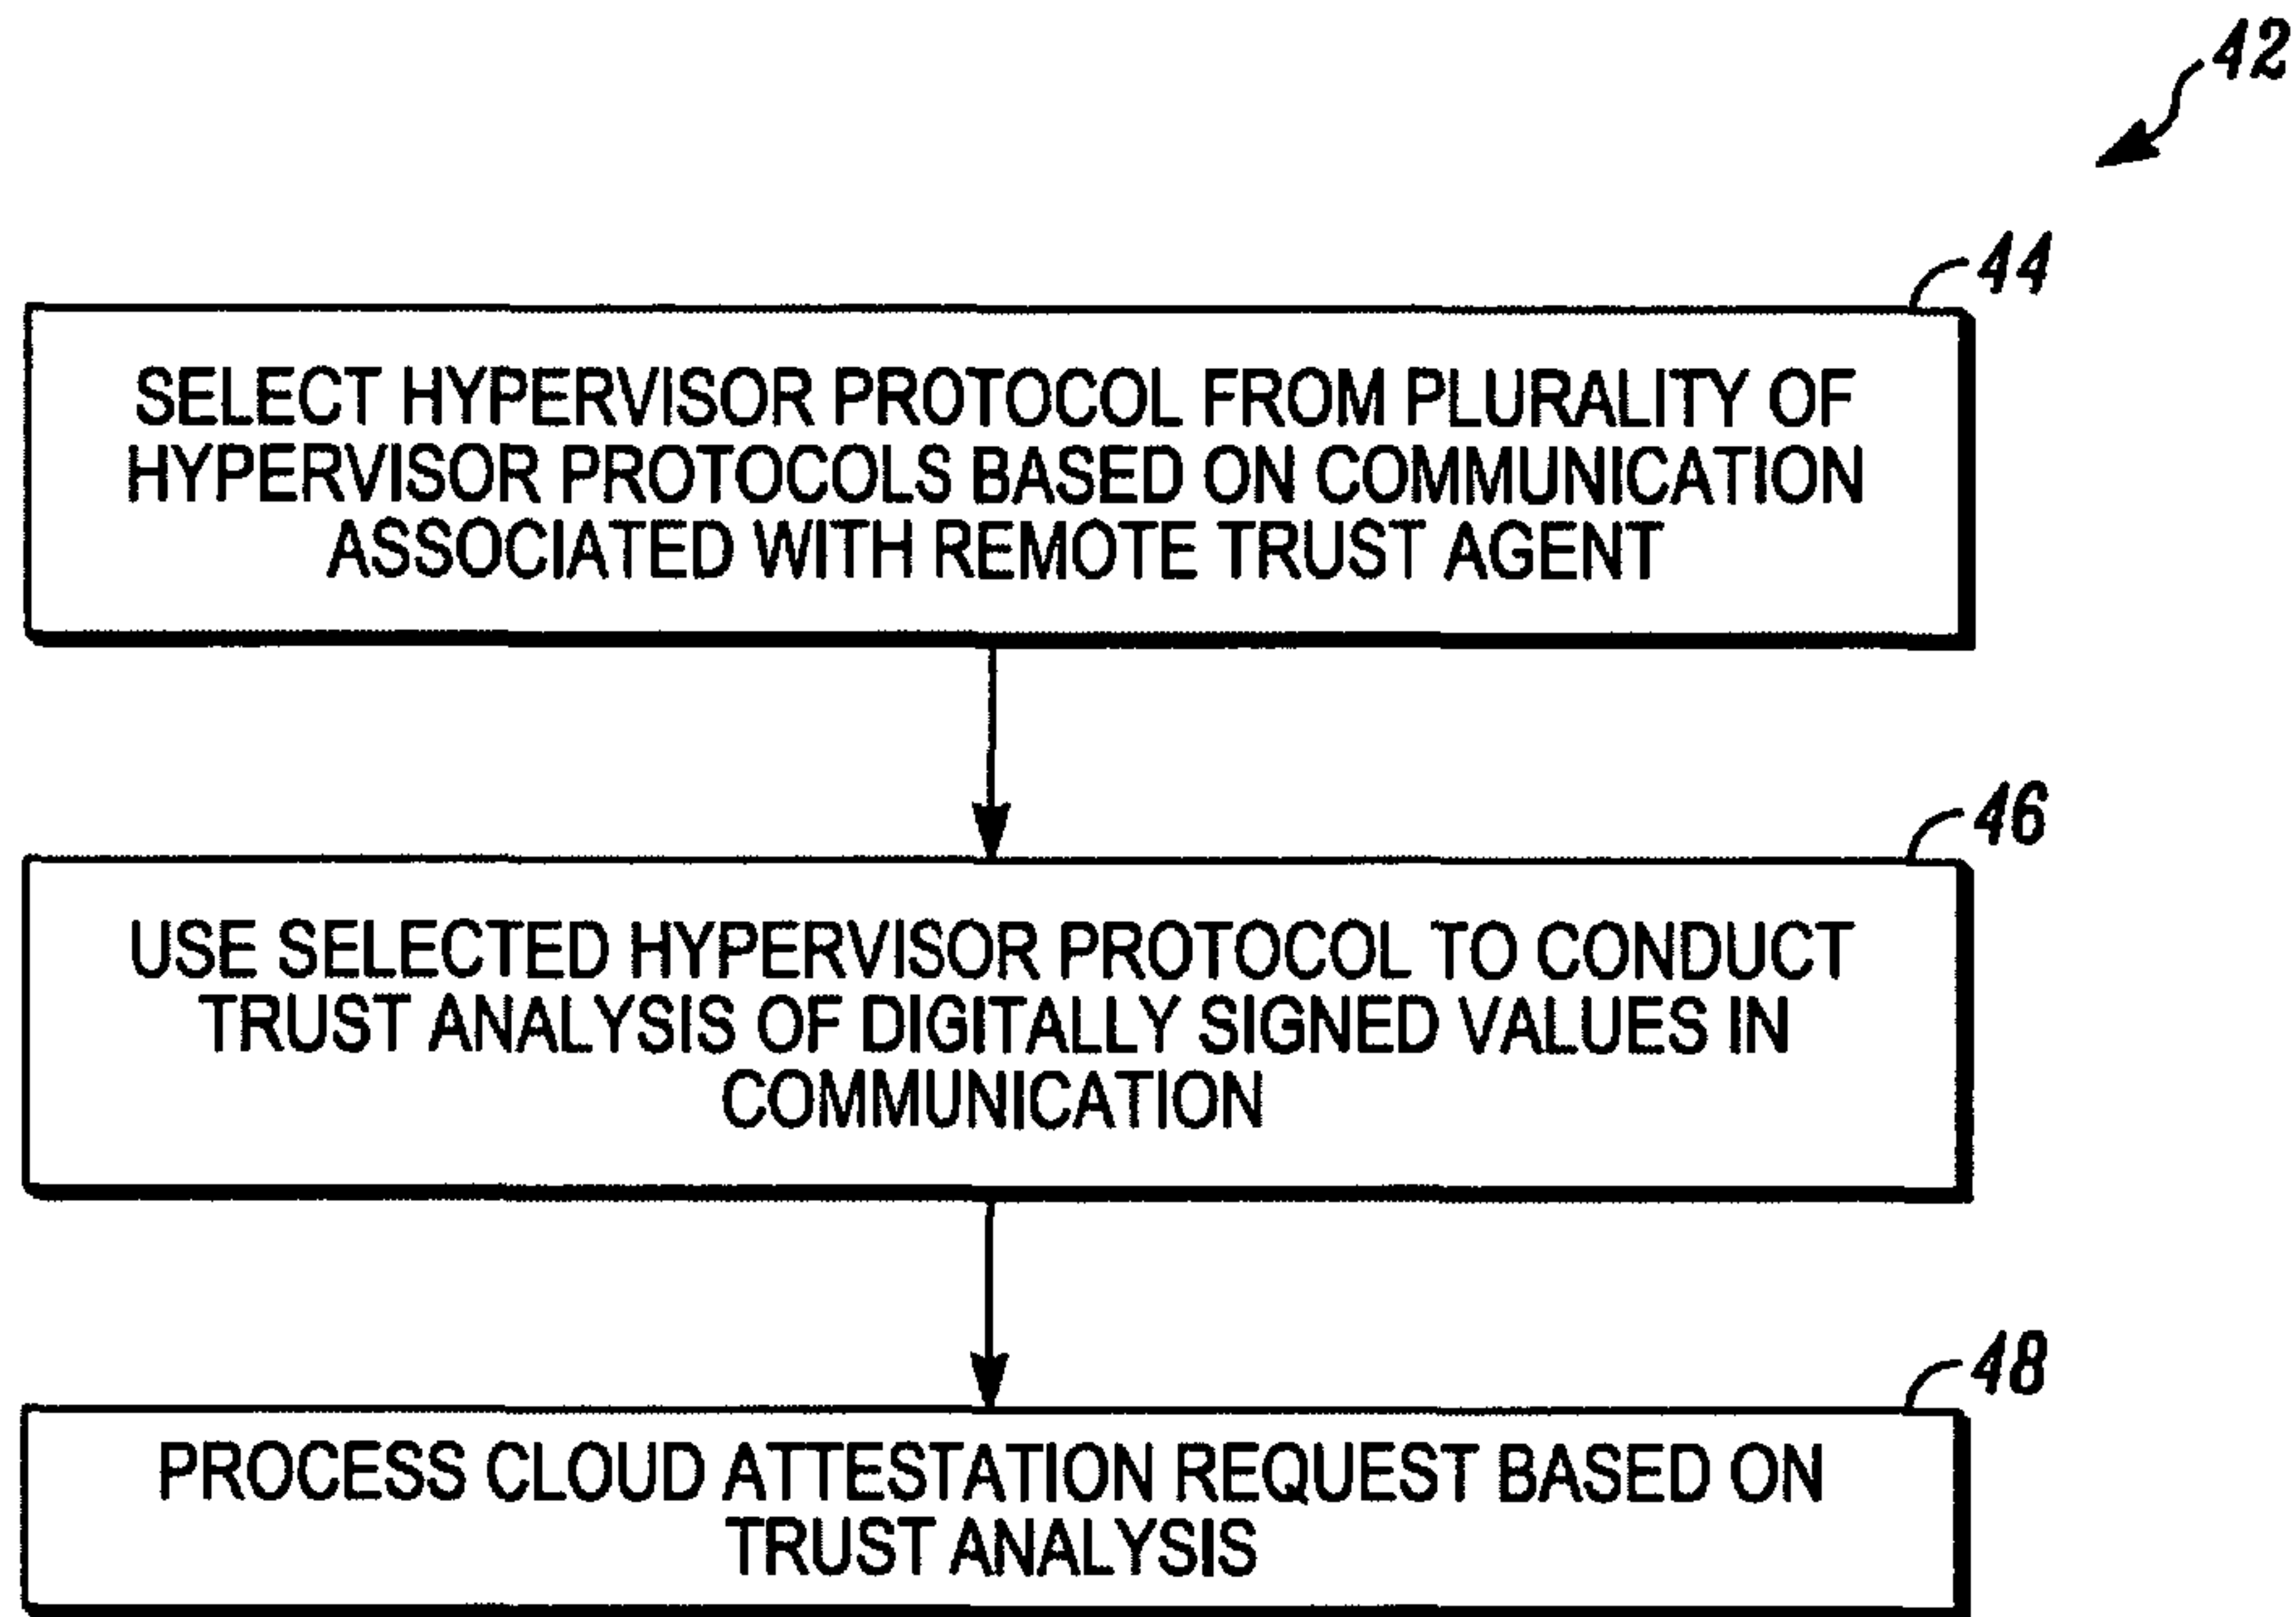 42
44
SELECT HYPERVISOR PROTOCOL FROM PLURALITY OF
HYPERVISOR PROTOCOLS BASED ON COMMUNICATION
ASSOCIATED WITH REMOTE TRUST AGENT
46
USE SELECTED HYPERVISOR PROTOCOL TO CONDUCT
TRUST ANALYSIS OF DIGITALLY SIGNED VALUES IN
COMMUNICATION
48
PROCESS CLOUD ATTESTATION REQUEST BASED ON
TRUST ANALYSIS